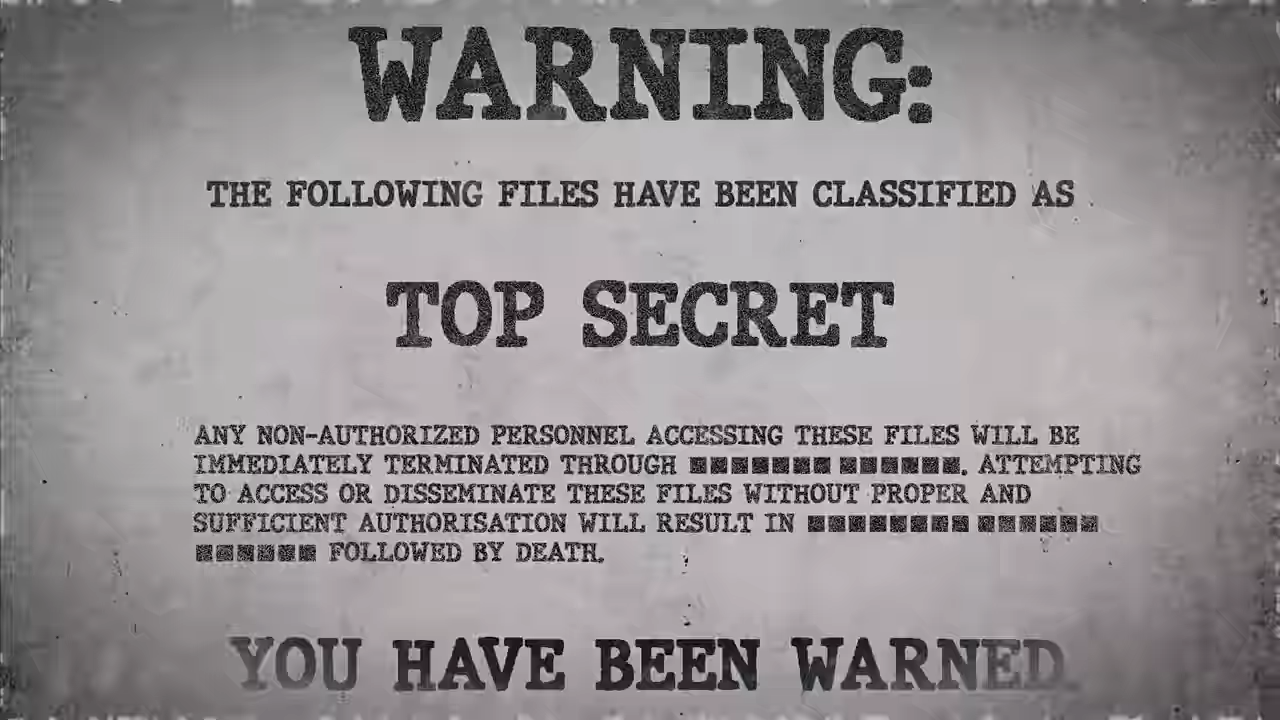 WARNING:
THE FOLLOWING FILES HAVE BEEN CLASSIFIED AS
TOP SECRET
ANY NON-AUTHORIZED PERSONNEL ACCESSING THESE FILES WILL BE
IMMEDIATELY TERMINATED THROUGH ■■■■■■■ ■■■■■■. ATTEMPTING
TO ACCESS OR DISSEMINATE THESE FILES WITHOUT PROPER AND
SUFFICIENT AUTHORISATION WILL RESULT IN ■■■■■■■■ ■■■■■■
■■■■■■ FOLLOWED BY DEATH.
YOU HAVE BEEN WARNED.